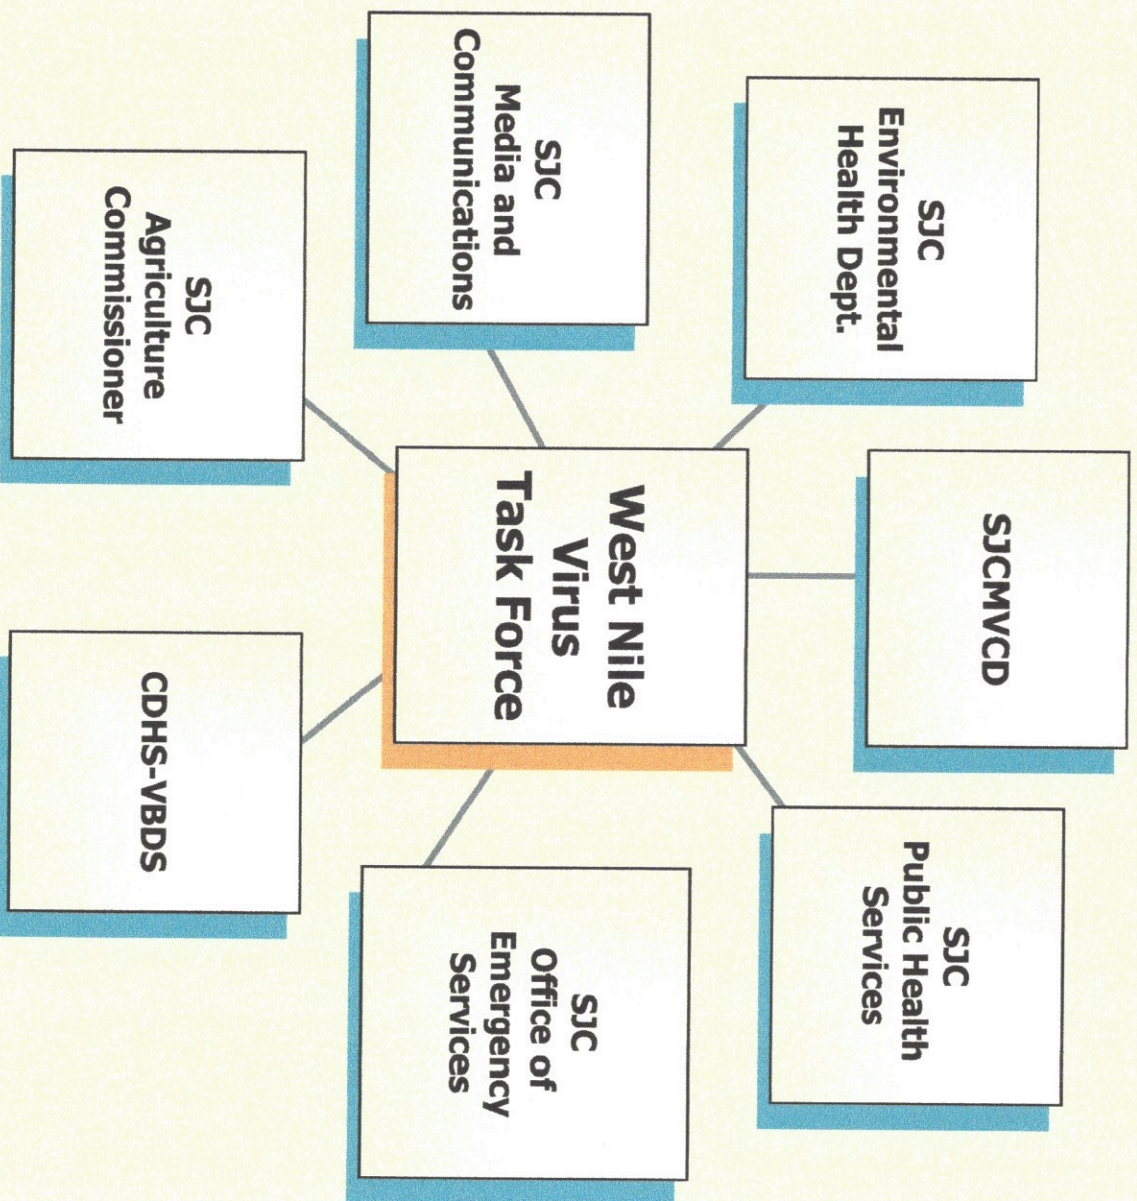 SJCMVCD
SJC
Environmental
Health Dept.
SJC
Public Health
Services
SJC
Media and
Communications
West Nile
Virus
Task Force
SJC
Office of
Emergency
Services
SJC
Agriculture
Commissioner
CDHS-VBDS